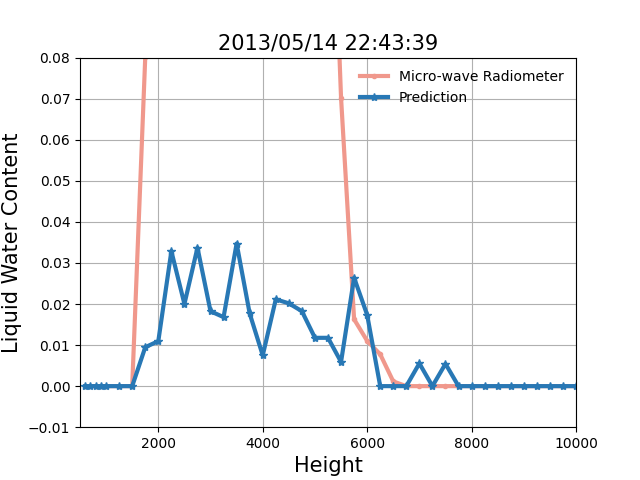 2013/05/14 22:43:39
Micro-wave Radiometer
Prediction
0.08
0.07
0.06
0.05
0.04
0.03
0.02
0.01
0.00
−0.01
Liquid Water Content
2000 4000 6000 8000 10000
Height